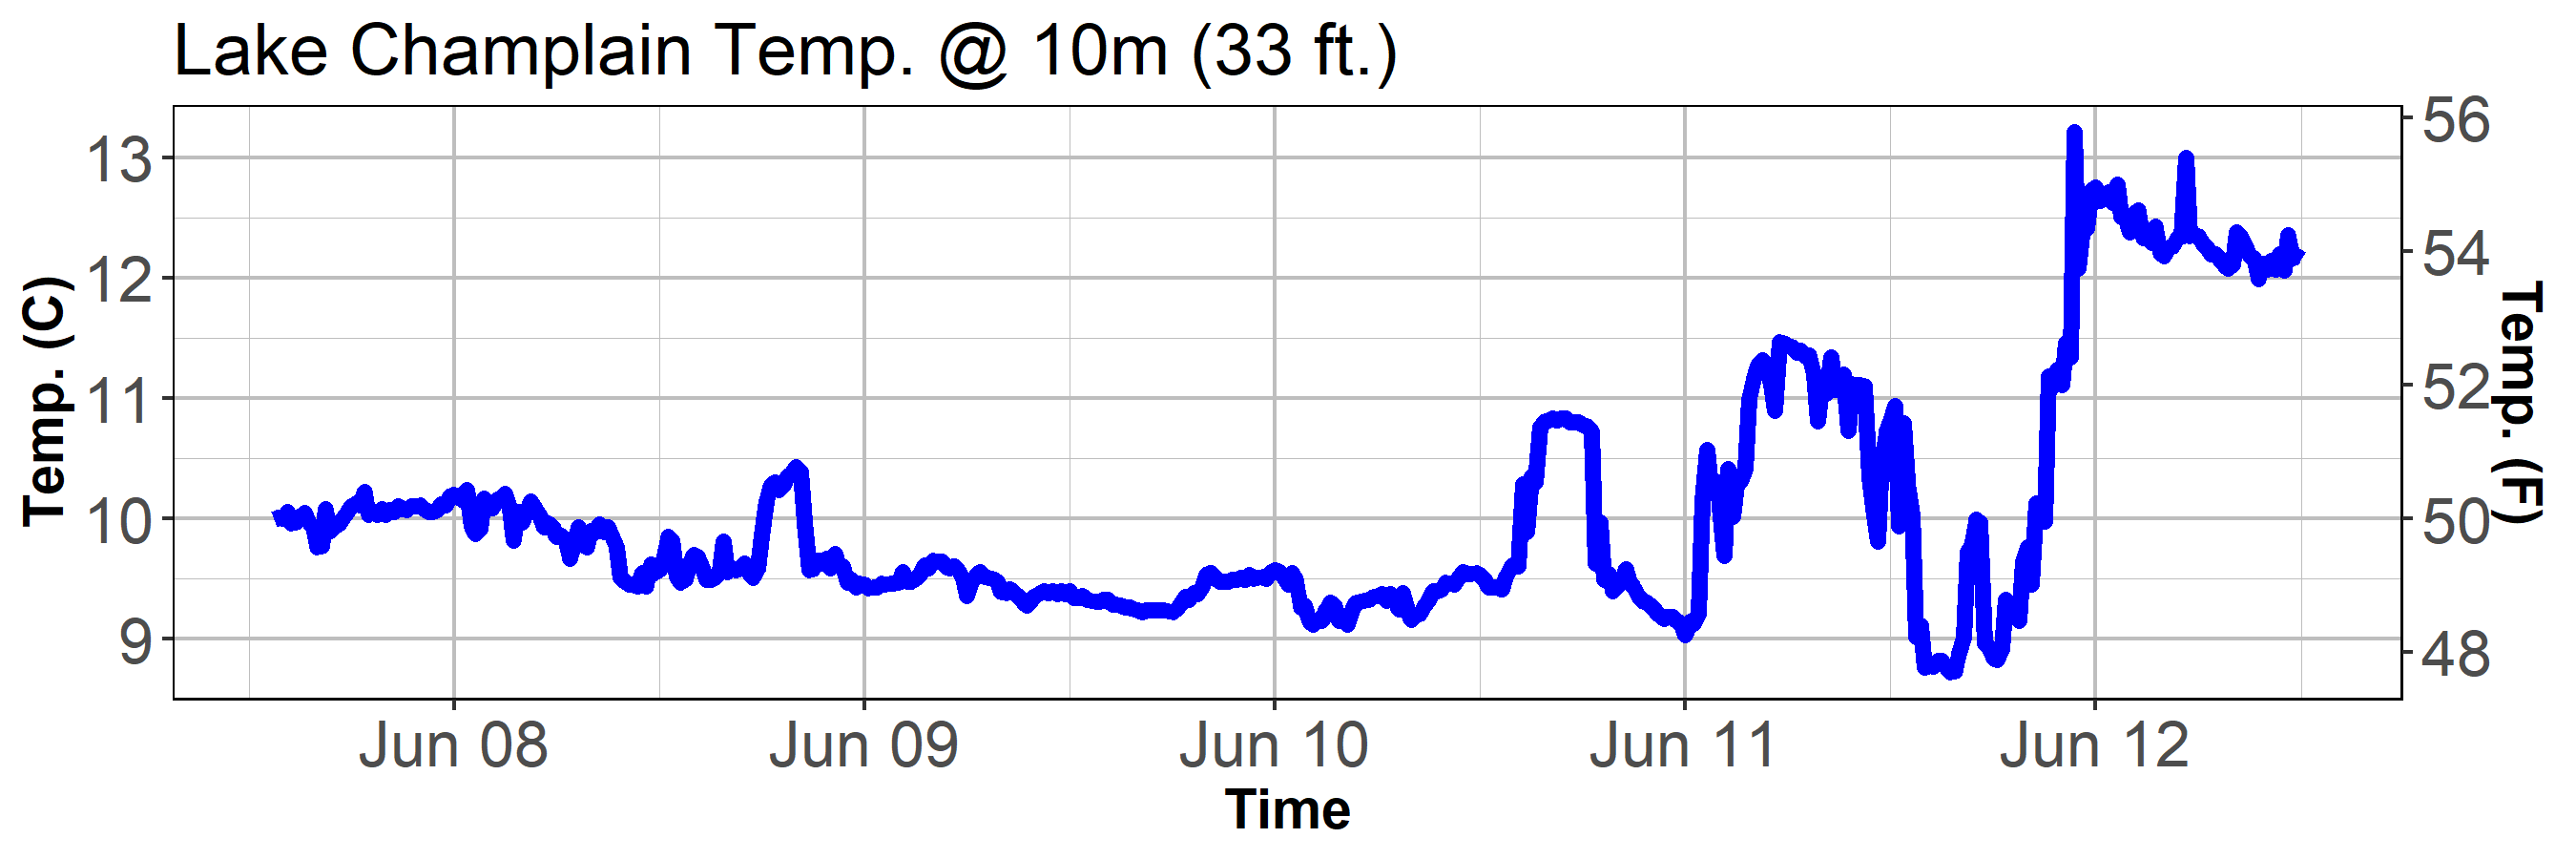 Lake Champlain Temp. @ 10m (33 ft.)
Temp. (C)
13
12
11
10
9
56
54
52
50
48
Temp. (F)
Jun 08 Jun 09 Jun 10 Jun 11 Jun 12
Time